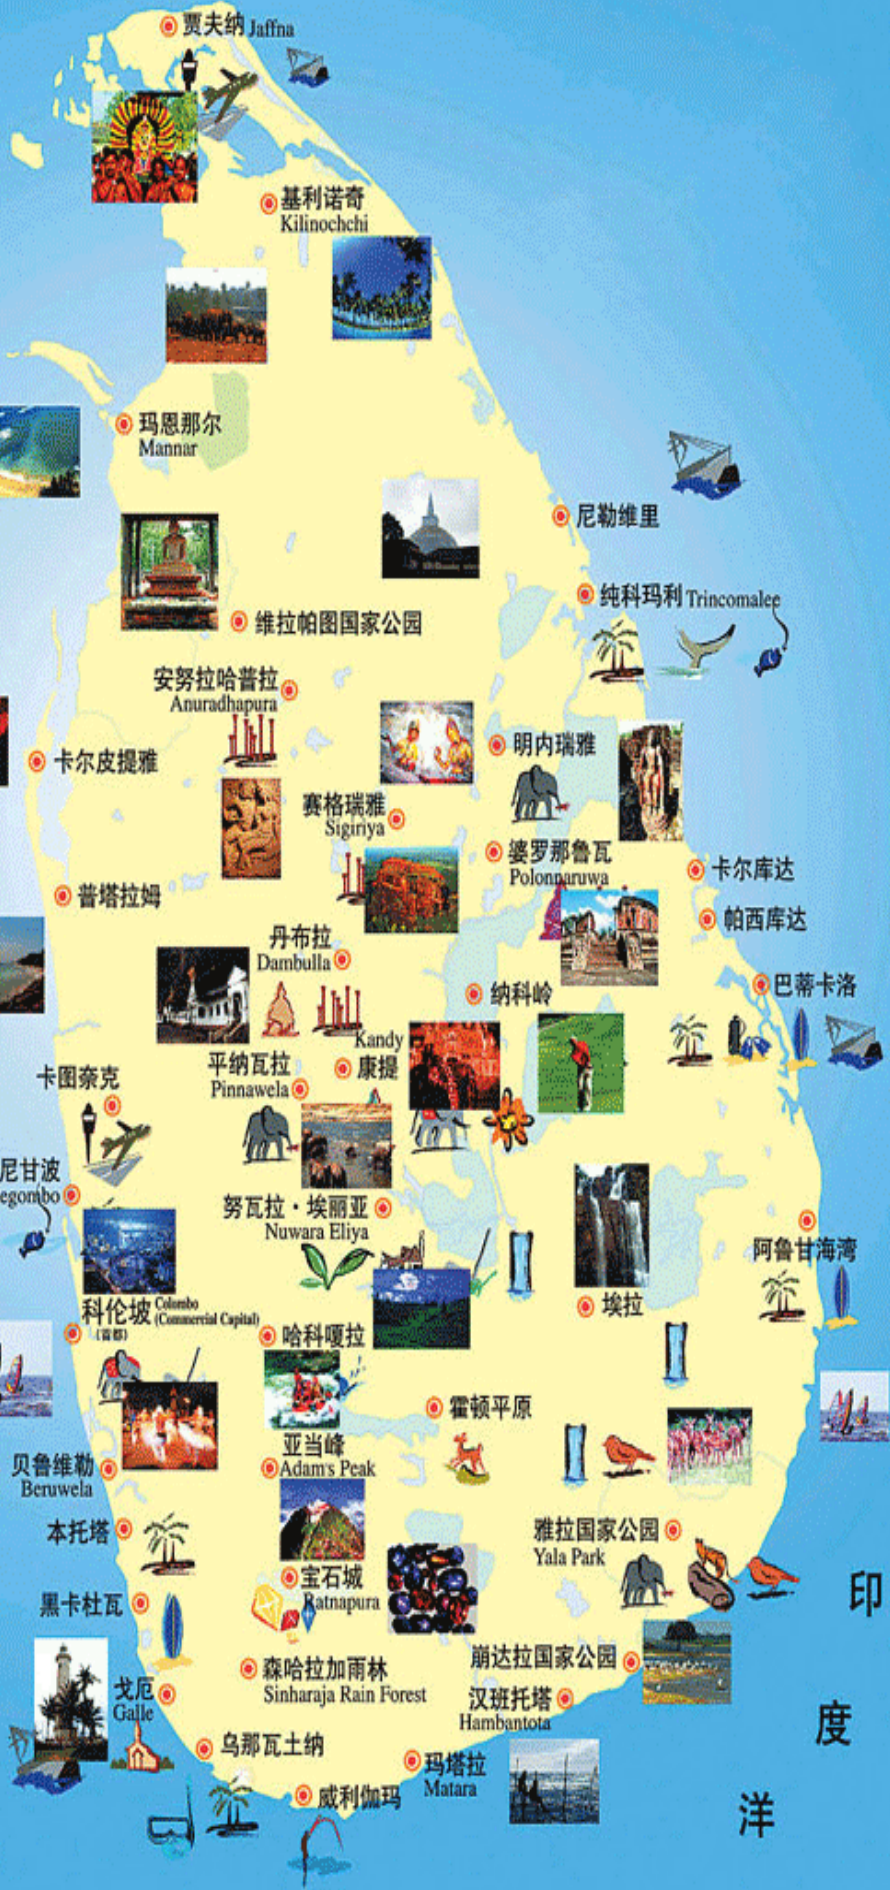 贾夫纳 Jaffna
基利诺奇
Kilinochchi
玛恩那尔
Mannar
尼勒维里
纯科玛利 Trincomalee
维拉帕图国家公园
安努拉哈普拉
Anuradhapura
明内瑞雅
卡尔皮提雅
赛格瑞雅
Sigiriya
婆罗那鲁瓦
Polonnaruwa
卡尔库达
普塔拉姆
帕西库达
丹布拉
Dambulla
巴蒂卡洛
纳科岭
Kandy
康提
平纳瓦拉
Pinnawela
卡图奈克
尼甘波
egombo
努瓦拉·埃丽亚
Nuwara Eliya
阿鲁甘海湾
埃拉
科伦坡 Colombo
(Commercial Capital)
(首都)
哈科嘎拉
霍顿平原
亚当峰
Adam's Peak
贝鲁维勒
Beruwela
本托塔
雅拉国家公园
Yala Park
宝石城
Ratnapura
黑卡杜瓦
印
度
洋
森哈拉加雨林
Sinharaja Rain Forest
崩达拉国家公园
汉班托塔
Hambantota
戈厄
Galle
乌那瓦土纳
玛塔拉
Matara
威利伽玛